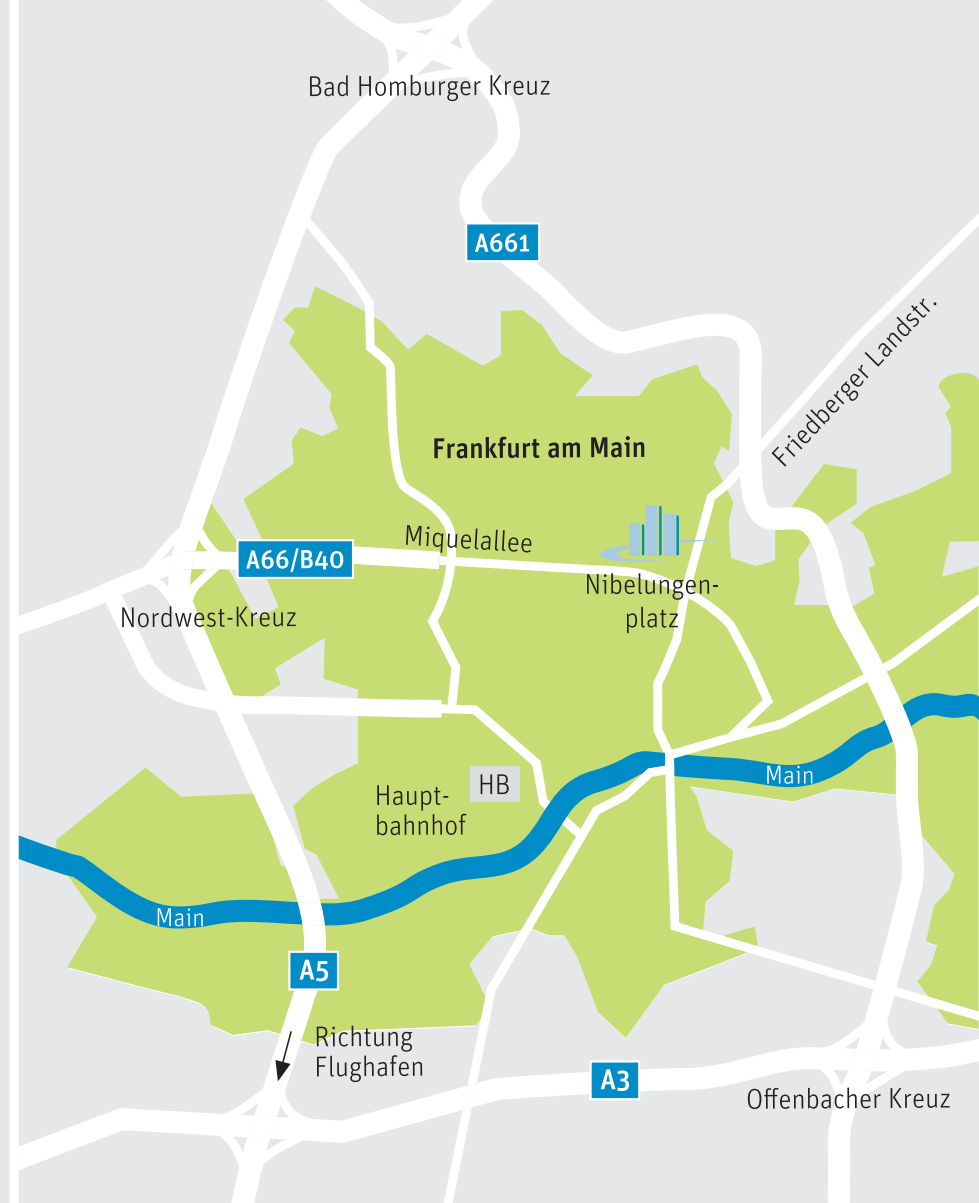 Bad Homburger Kreuz
A661
Friedberger Landstr.
Frankfurt am Main
Miquelallee
A66/B40
Nibelungen-
platz
Nordwest-Kreuz
Main
HB
Haupt-
bahnhof
Main
A5
Richtung
Flughafen
A3
Offenbacher Kreuz